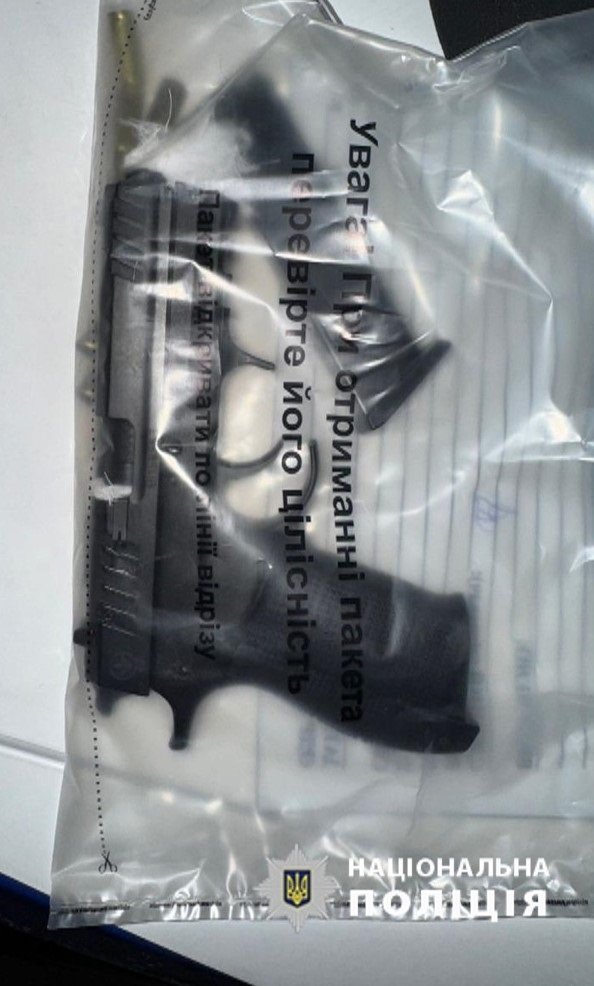 Увага! При отриманні пакета
перевірте його цілісність
Пакет відкривати по лінії відрізу
НАЦІОНАЛЬНА
ПОЛІЦІЯ